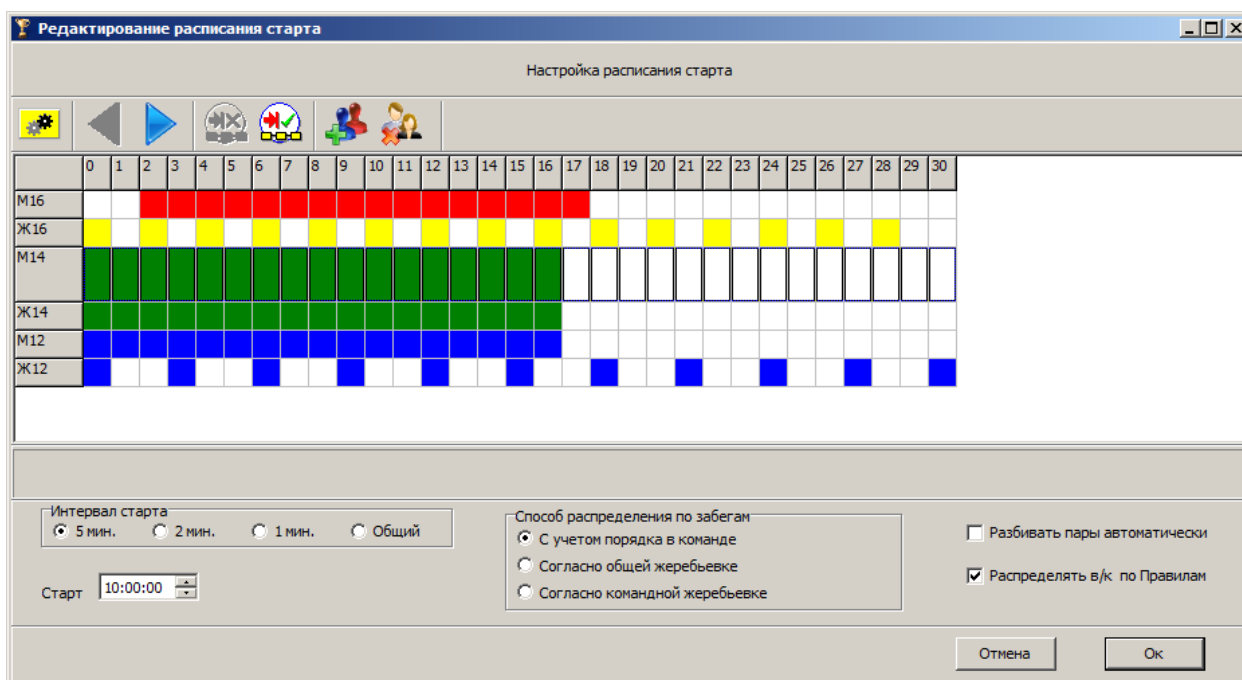 Редактирование расписания старта
Настройка расписания старта
0 1 2 3 4 5 6 7 8 9 10 11 12 13 14 15 16 17 18 19 20 21 22 23 24 25 26 27 28 29 30
М16
Ж16
М14
Ж14
М12
Ж12
Интервал старта
5 мин. 2 мин. 1 мин. Общий
Старт 10:00:00
Способ распределения по забегам
С учетом порядка в команде
Согласно общей жеребьевке
Согласно командной жеребьевке
Разбивать пары автоматически
Распределять в/к по Правилам
Отмена Ок